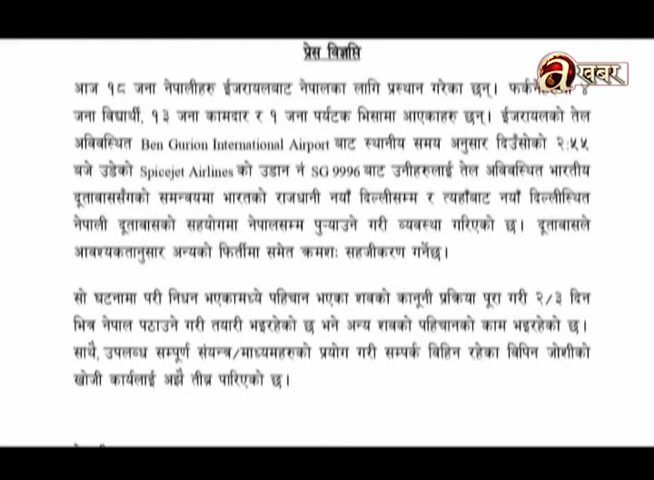 प्रेस विज्ञप्ति
a खबर
आज १८ जना नेपालीहरु ईजरायलबाट नेपालका लागि प्रस्थान गरेका छन्। ४
जना विद्यार्थी, १३ जना कामदार र १ जना पर्यटक भिसामा आएकाहरु छन्। ईजरायलको तेल
अविबस्थित Ben Gurion International Airport बाट स्थानीय समय अनुसार दिउँसोको २:५५
बजे उडेको Spicejet Airlines को उडान नं SG 9996 बाट उनीहरुलाई तेल अविबस्थित भारतीय
दूतावाससँगको समन्वयमा भारतको राजधानी नयाँ दिल्लीसम्म र त्यहाँबाट नयाँ दिल्लीस्थित
नेपाली दूतावासको सहयोगमा नेपालसम्म पुऱ्याउने गरी व्यवस्था गरिएको छ। दूतावासले
आवश्यकतानुसार अन्यको फिर्तीमा समेत क्रमशः सहजीकरण गर्नेछ।
सो घटनामा परी निधन भएकामध्ये पहिचान भएका शवको कानूनी प्रक्रिया पूरा गरी २/३ दिन
भित्र नेपाल पठाउने गरी तयारी भइरहेको छ भने अन्य शवको पहिचानको काम भइरहेको छ।
साथै, उपलब्ध सम्पूर्ण संयन्त्र/माध्यमहरुको प्रयोग गरी सम्पर्क बिहिन रहेका बिपिन जोशीको
खोजी कार्यलाई अझै तीब्र पारिएको छ।